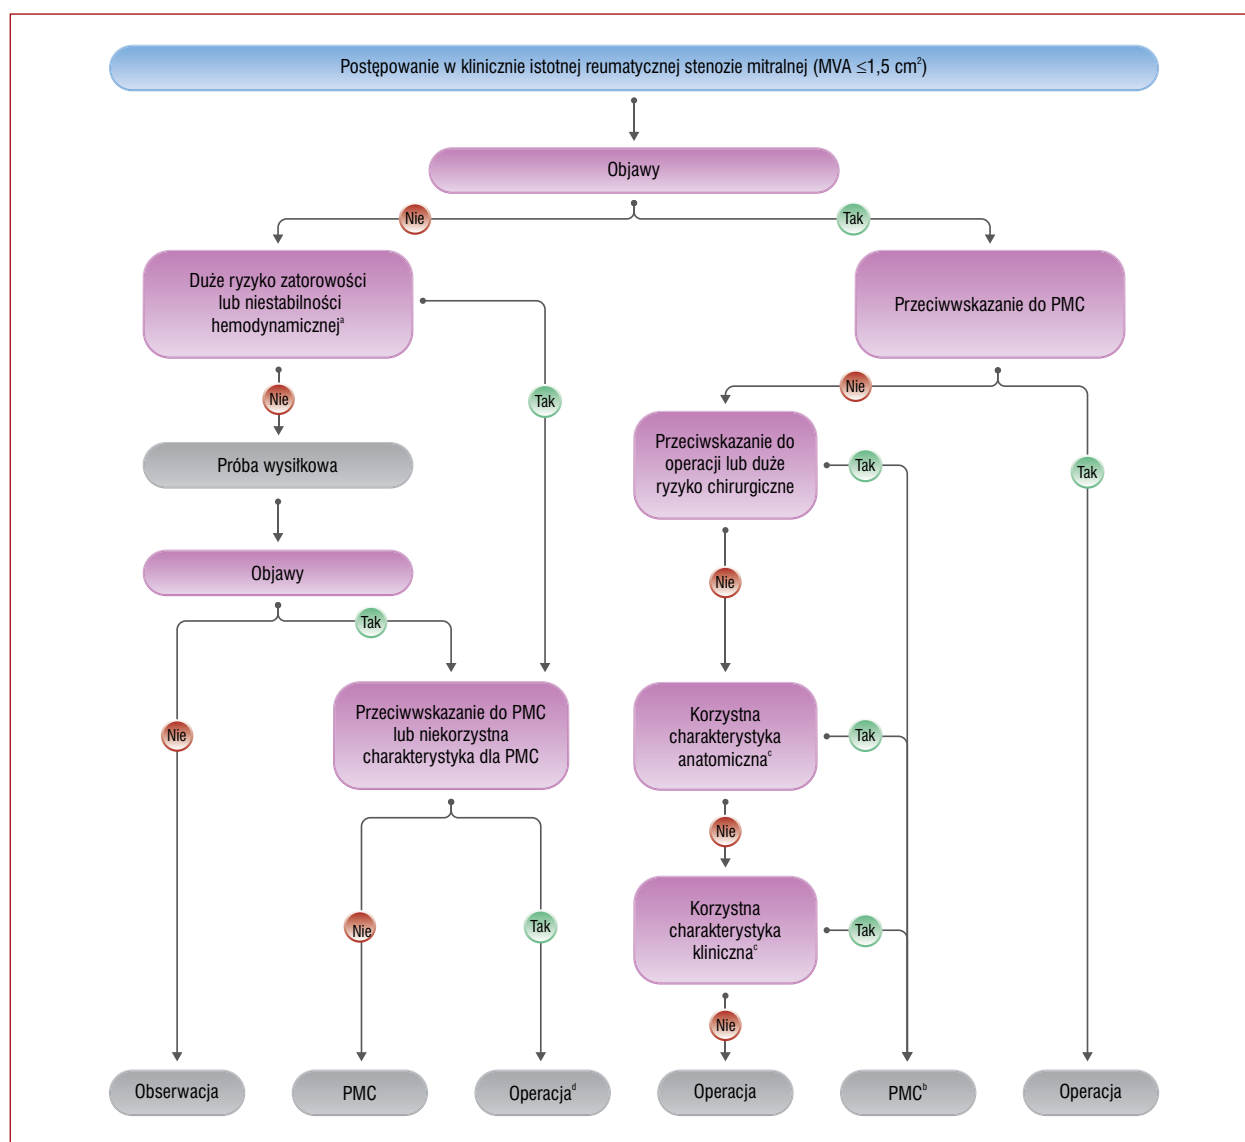 Postępowanie w klinicznie istotnej reumatycznej stenozie mitralnej (MVA ≤1,5 cm²)
Objawy
Nie
Tak
Duże ryzyko zatorowości
lub niestabilności
hemodynamicznejᵃ
Przeciwwskazanie do PMC
Nie
Tak
Nie
Tak
Próba wysiłkowa
Przeciwskazanie do
operacji lub duże
ryzyko chirurgiczne
Tak
Nie
Objawy
Tak
Nie
Przeciwwskazanie do PMC
lub niekorzystna
charakterystyka dla PMC
Korzystna
charakterystyka
anatomicznaᶜ
Tak
Nie
Nie
Tak
Korzystna
charakterystyka
klinicznaᶜ
Tak
Nie
Obserwacja
PMC
Operacjaᵈ
Operacja
PMCᵇ
Operacja